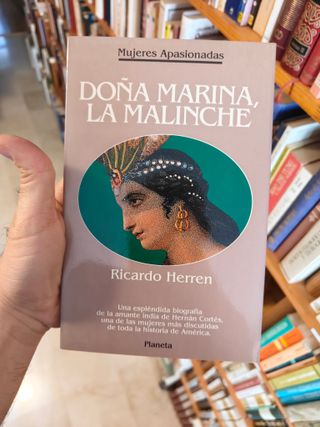 Mujeres Apasionadas
DOÑA MARINA,
LA MALINCHE
Ricardo Herren
Una espléndida biografía
de la amante india de Hernán Cortés,
una de las mujeres más discutidas
de toda la historia de América.
Planeta